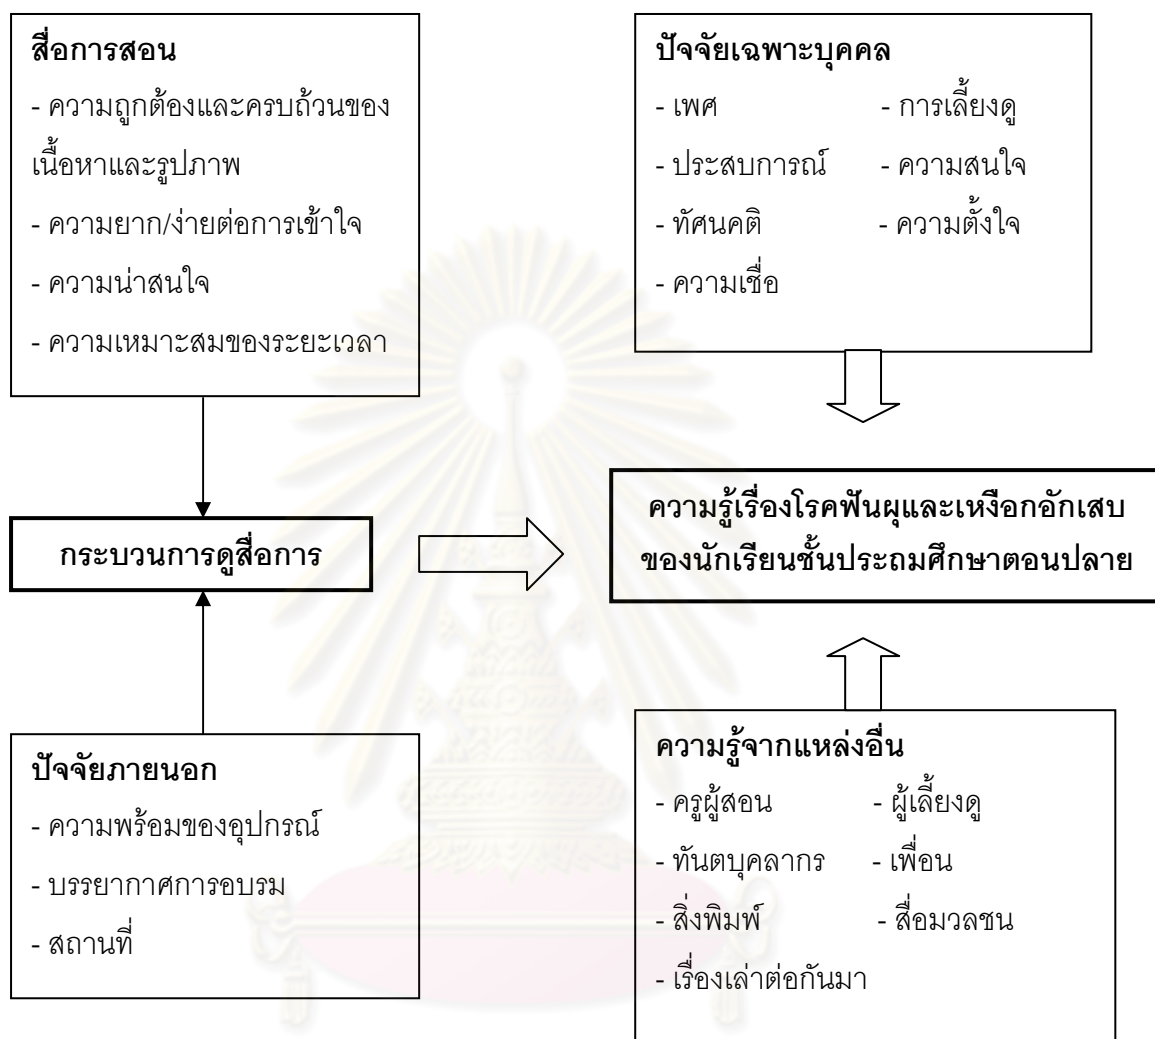 สื่อการสอน
- ความถูกต้องและครบถ้วนของ
เนื้อหาและรูปภาพ
- ความยาก/ง่ายต่อการเข้าใจ
- ความน่าสนใจ
- ความเหมาะสมของระยะเวลา
ปัจจัยเฉพาะบุคคล
- เพศ - การเลี้ยงดู
- ประสบการณ์ - ความสนใจ
- ทัศนคติ - ความตั้งใจ
- ความเชื่อ
กระบวนการดูสื่อการ
ความรู้เรื่องโรคฟันผุและเหงือกอักเสบ
ของนักเรียนชั้นประถมศึกษาตอนปลาย
ปัจจัยภายนอก
- ความพร้อมของอุปกรณ์
- บรรยากาศการอบรม
- สถานที่
ความรู้จากแหล่งอื่น
- ครูผู้สอน - ผู้เลี้ยงดู
- ทันตบุคลากร - เพื่อน
- สิ่งพิมพ์ - สื่อมวลชน
- เรื่องเล่าต่อกันมา